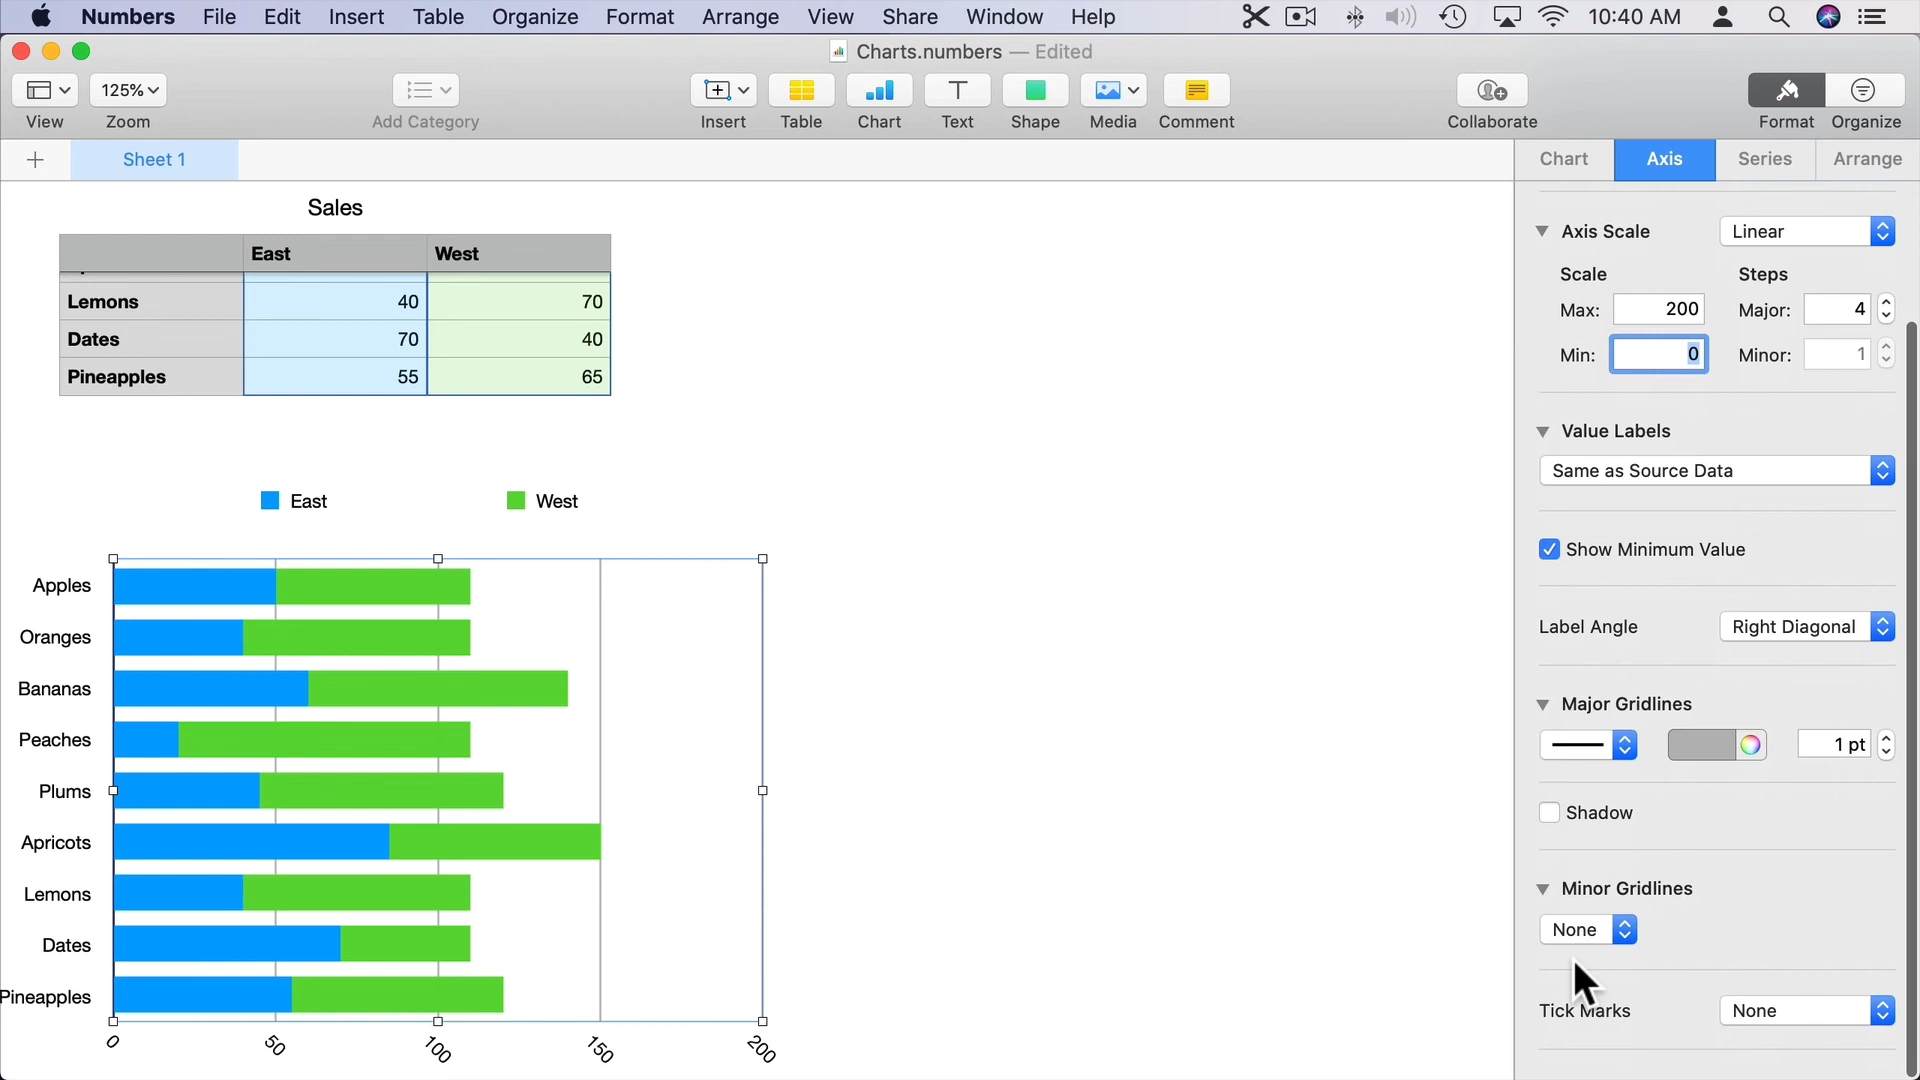 Numbers File Edit Insert Table Organize Format Arrange View Share Window Help 10:40 AM
Charts.numbers — Edited
125%
View Zoom Add Category Insert Table Chart Text Shape Media Comment Collaborate Format Organize
Sheet 1
Chart Axis Series Arrange
Sales
East West
Lemons 40 70
Dates 70 40
Pineapples 55 65
East West
Apples
Oranges
Bananas
Peaches
Plums
Apricots
Lemons
Dates
Pineapples
0 50 100 150 200
Axis Scale Linear
Scale Steps
Max: 200 Major: 4
Min: 0 Minor: 1
Value Labels
Same as Source Data
Show Minimum Value
Label Angle Right Diagonal
Major Gridlines
1 pt
Shadow
Minor Gridlines
None
Tick Marks None